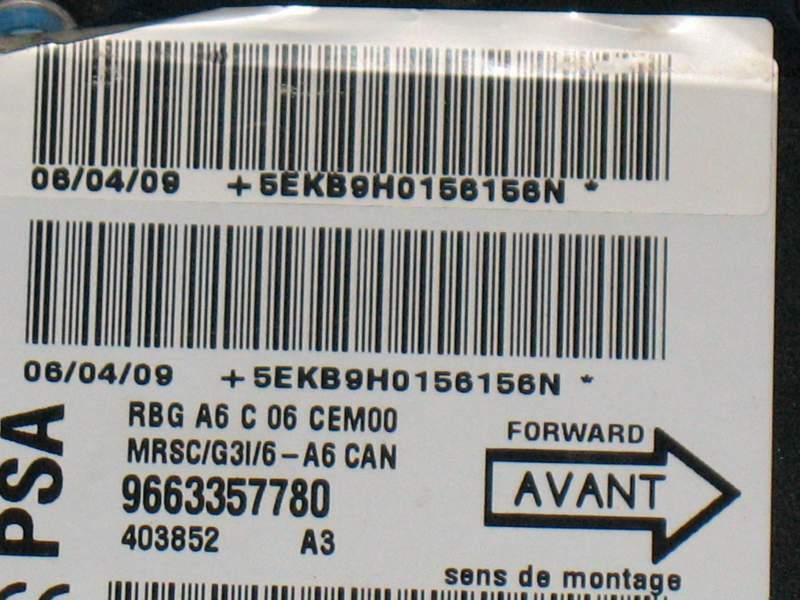 06/04/09 +5EKB9H0156156N *
06/04/09 +5EKB9H0156156N *
RBG A6 C 06 CEM00
MRSC/G3I/6-A6 CAN
9663357780
403852 A3
FORWARD
AVANT
sens de montage
PSA